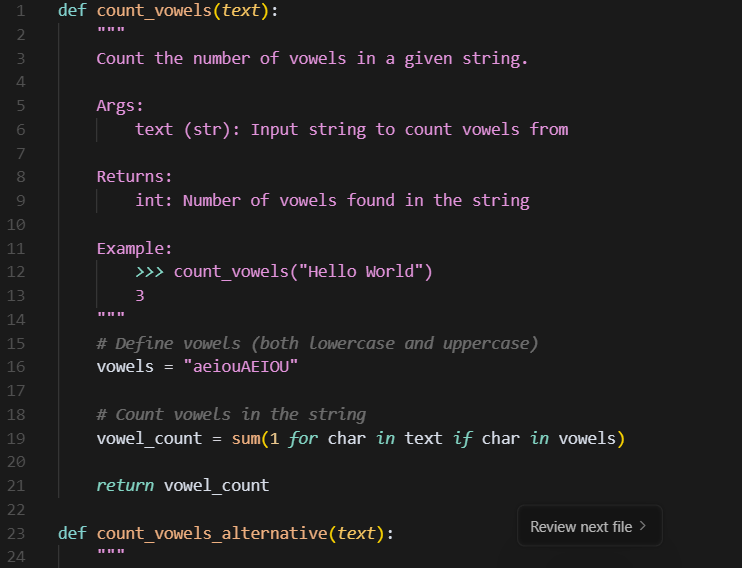 1 def count_vowels(text):
2 """
3 Count the number of vowels in a given string.
4
5 Args:
6 text (str): Input string to count vowels from
7
8 Returns:
9 int: Number of vowels found in the string
10
11 Example:
12 >>> count_vowels("Hello World")
13 3
14 """
15 # Define vowels (both lowercase and uppercase)
16 vowels = "aeiouAEIOU"
17
18 # Count vowels in the string
19 vowel_count = sum(1 for char in text if char in vowels)
20
21 return vowel_count
22
23 def count_vowels_alternative(text):
Review next file >
24 """